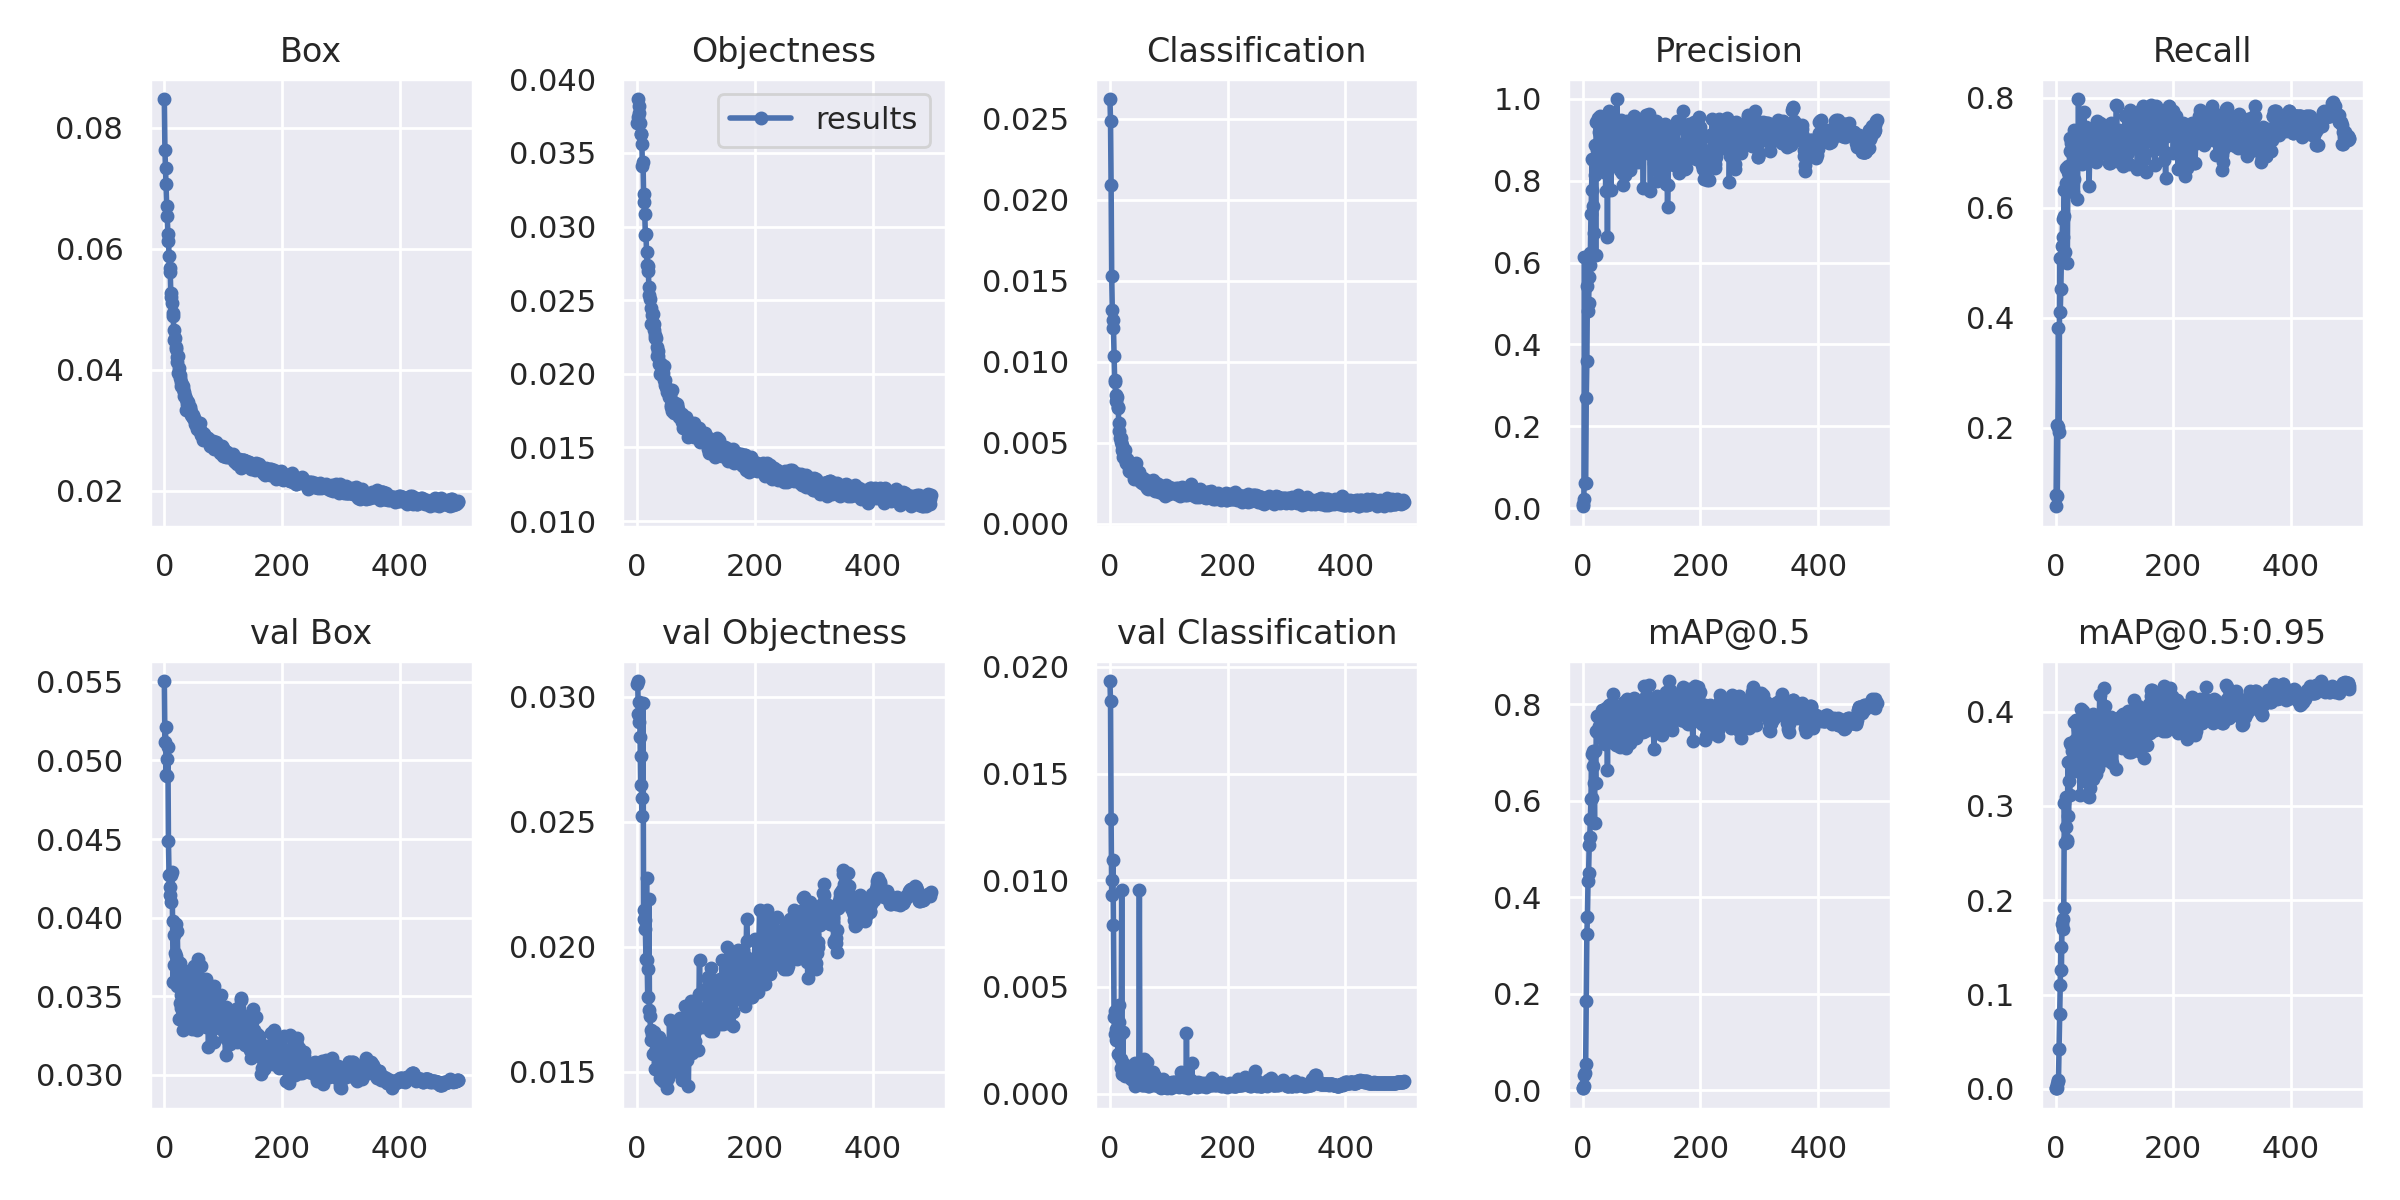 Box
0.08
0.06
0.04
0.02
0 200 400
Objectness
results
0.040
0.035
0.030
0.025
0.020
0.015
0.010
0 200 400
Classification
0.025
0.020
0.015
0.010
0.005
0.000
0 200 400
Precision
1.0
0.8
0.6
0.4
0.2
0.0
0 200 400
Recall
0.8
0.6
0.4
0.2
0 200 400
val Box
0.055
0.050
0.045
0.040
0.035
0.030
0 200 400
val Objectness
0.030
0.025
0.020
0.015
0 200 400
val Classification
0.020
0.015
0.010
0.005
0.000
0 200 400
mAP@0.5
0.8
0.6
0.4
0.2
0.0
0 200 400
mAP@0.5:0.95
0.4
0.3
0.2
0.1
0.0
0 200 400